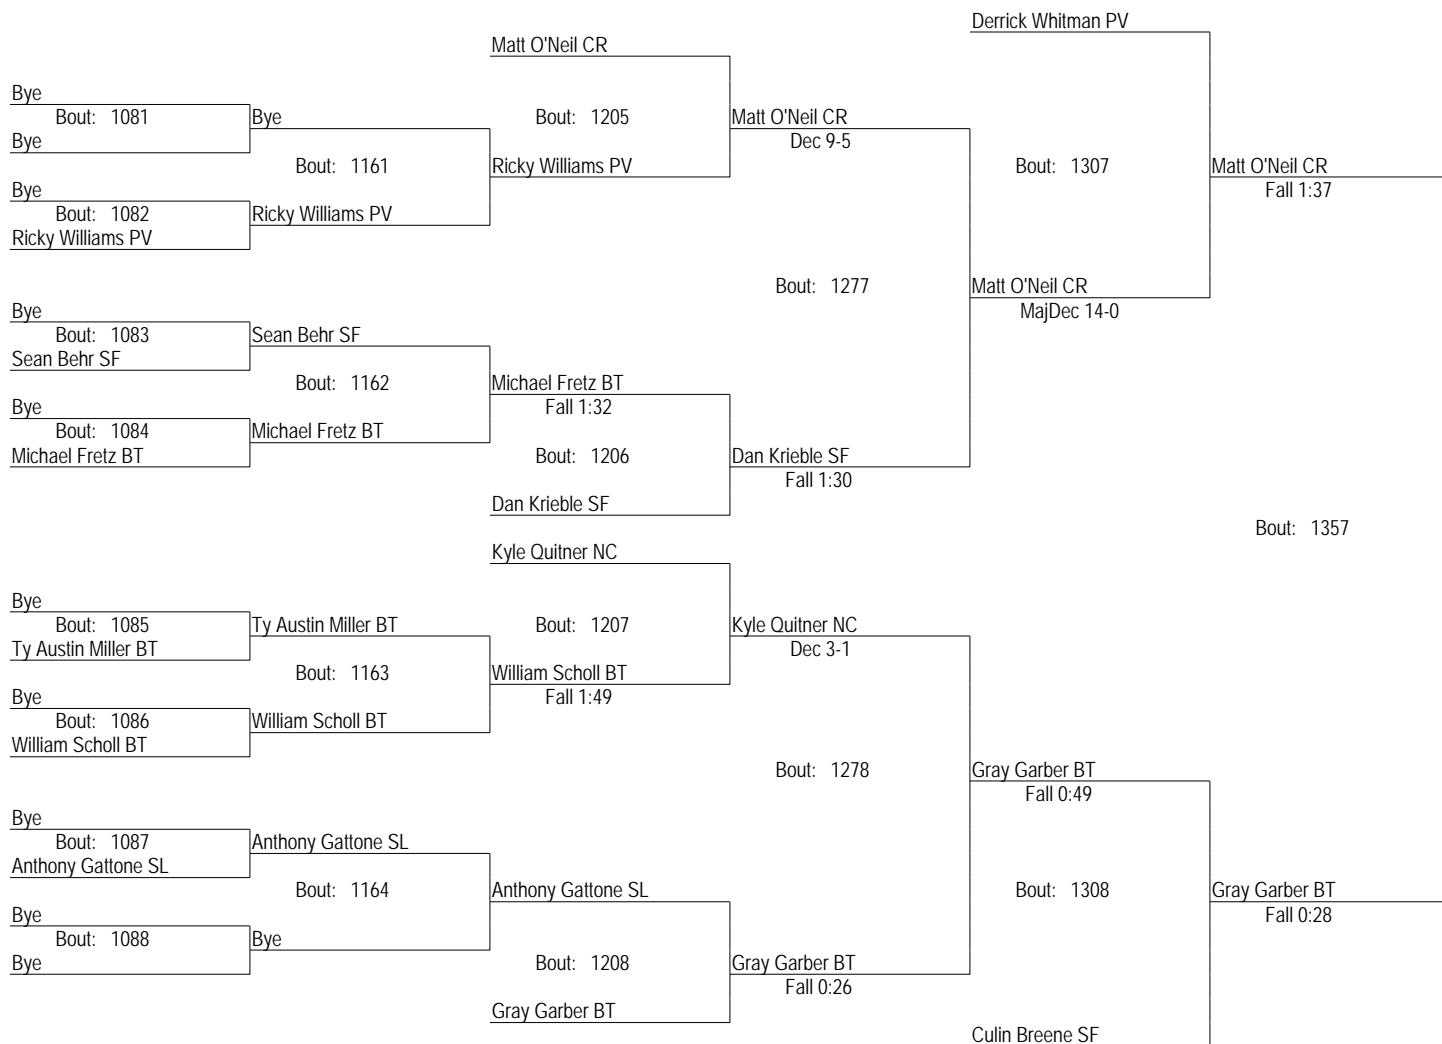 Derrick Whitman PV
Matt O'Neil CR
Bye
Bout: 1081
Bye
Bout: 1205
Matt O'Neil CR
Bye
Dec 9-5
Bout: 1161
Ricky Williams PV
Bout: 1307
Matt O'Neil CR
Bye
Fall 1:37
Bout: 1082
Ricky Williams PV
Ricky Williams PV
Bout: 1277
Matt O'Neil CR
Bye
MajDec 14-0
Bout: 1083
Sean Behr SF
Sean Behr SF
Bout: 1162
Michael Fretz BT
Bye
Fall 1:32
Bout: 1084
Michael Fretz BT
Michael Fretz BT
Bout: 1206
Dan Krieble SF
Fall 1:30
Dan Krieble SF
Bout: 1357
Kyle Quitner NC
Bye
Bout: 1085
Ty Austin Miller BT
Bout: 1207
Kyle Quitner NC
Ty Austin Miller BT
Dec 3-1
Bout: 1163
William Scholl BT
Bye
Fall 1:49
Bout: 1086
William Scholl BT
William Scholl BT
Bout: 1278
Gray Garber BT
Fall 0:49
Bye
Bout: 1087
Anthony Gattone SL
Anthony Gattone SL
Bout: 1164
Anthony Gattone SL
Bout: 1308
Gray Garber BT
Bye
Fall 0:28
Bout: 1088
Bye
Bye
Bout: 1208
Gray Garber BT
Fall 0:26
Gray Garber BT
Culin Breene SF